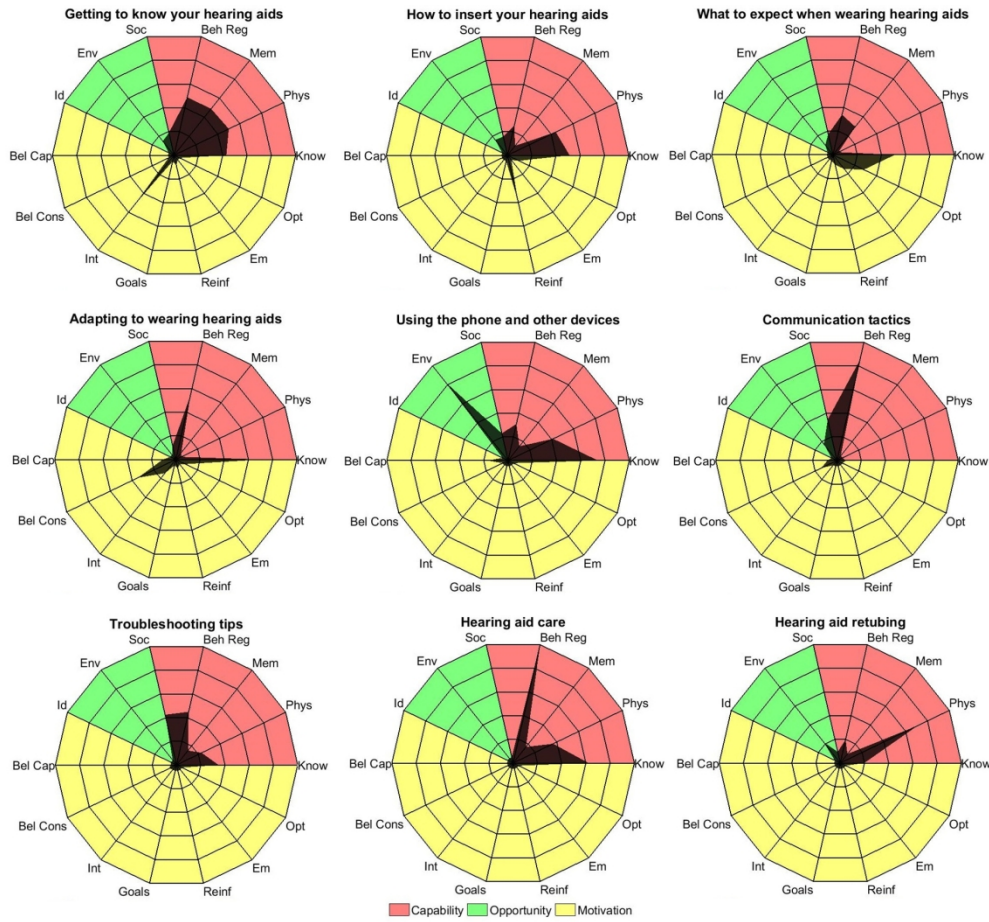 Getting to know your hearing aids
How to insert your hearing aids
What to expect when wearing hearing aids
Soc
Beh Reg
Env
Mem
Id
Phys
Bel Cap
Know
Bel Cons
Opt
Int
Em
Goals
Reinf
Soc
Beh Reg
Env
Mem
Id
Phys
Bel Cap
Know
Bel Cons
Opt
Int
Em
Goals
Reinf
Soc
Beh Reg
Env
Mem
Id
Phys
Bel Cap
Know
Bel Cons
Opt
Int
Em
Goals
Reinf
Adapting to wearing hearing aids
Using the phone and other devices
Communication tactics
Soc
Beh Reg
Env
Mem
Id
Phys
Bel Cap
Know
Bel Cons
Opt
Int
Em
Goals
Reinf
Soc
Beh Reg
Env
Mem
Id
Phys
Bel Cap
Know
Bel Cons
Opt
Int
Em
Goals
Reinf
Soc
Beh Reg
Env
Mem
Id
Phys
Bel Cap
Know
Bel Cons
Opt
Int
Em
Goals
Reinf
Troubleshooting tips
Hearing aid care
Hearing aid retubing
Soc
Beh Reg
Env
Mem
Id
Phys
Bel Cap
Know
Bel Cons
Opt
Int
Em
Goals
Reinf
Soc
Beh Reg
Env
Mem
Id
Phys
Bel Cap
Know
Bel Cons
Opt
Int
Em
Goals
Reinf
Soc
Beh Reg
Env
Mem
Id
Phys
Bel Cap
Know
Bel Cons
Opt
Int
Em
Goals
Reinf
Capability Opportunity Motivation